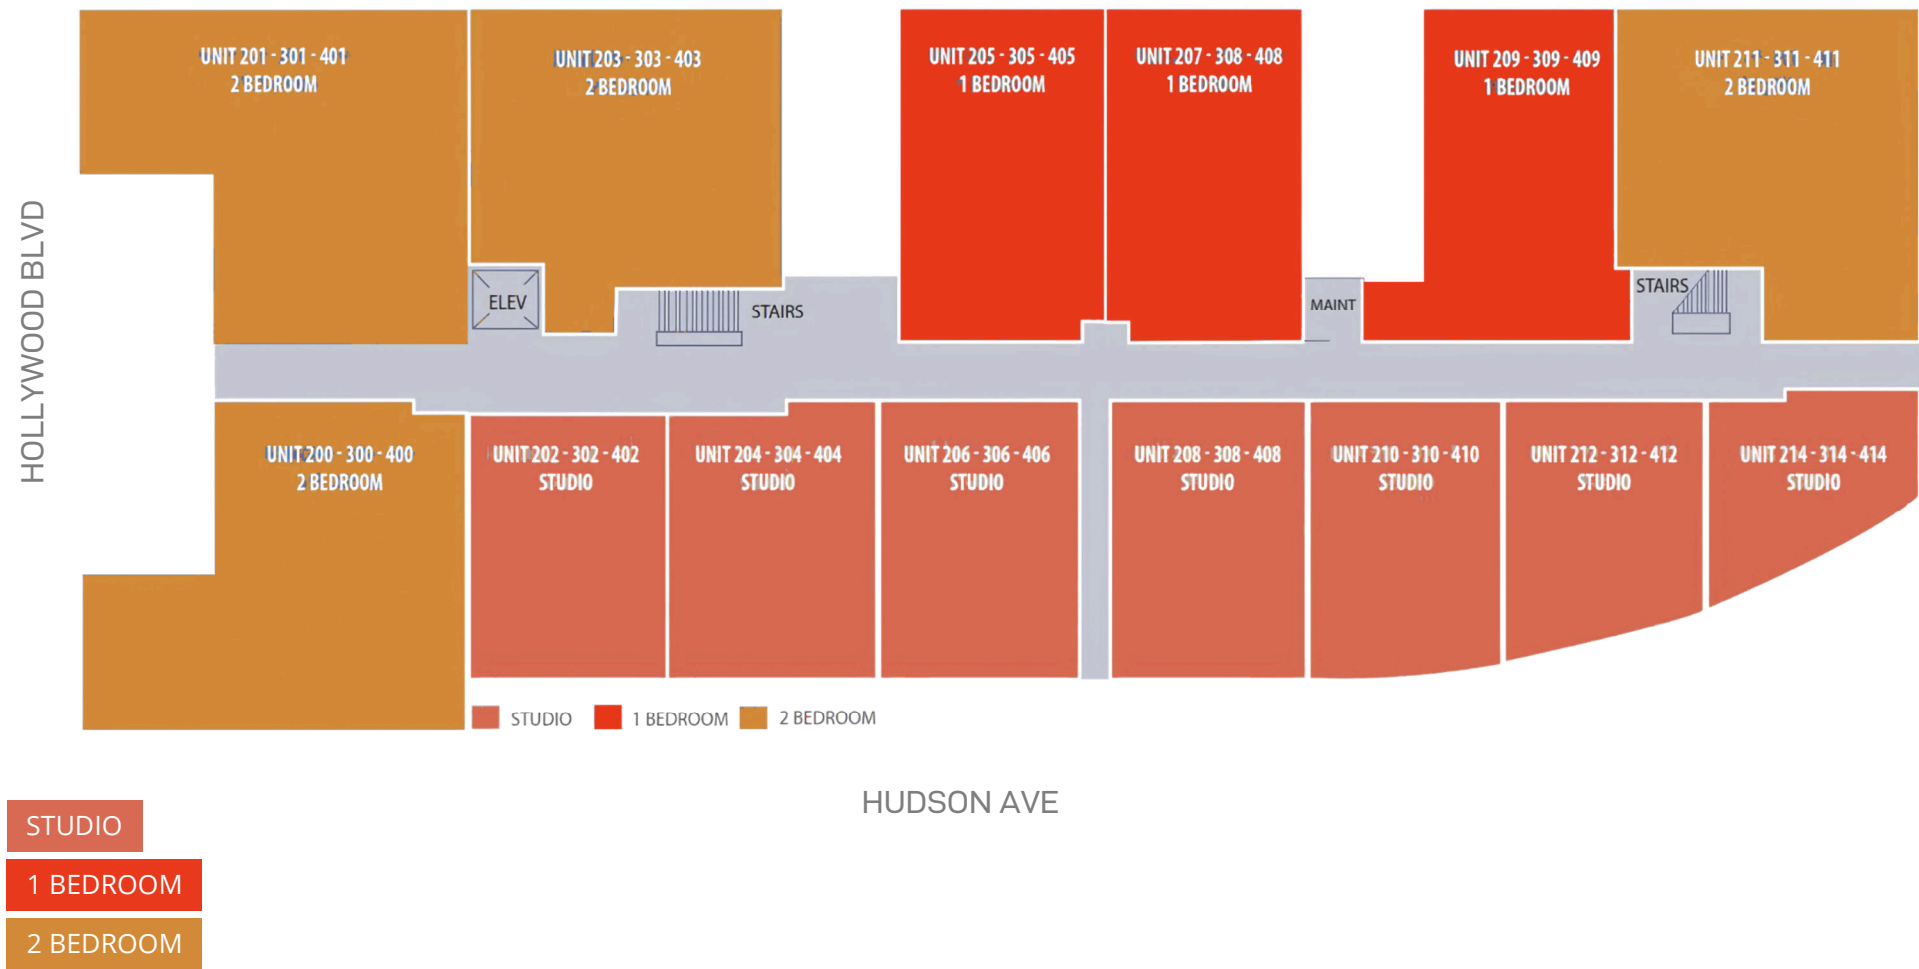 UNIT 201 - 301 - 401
2 BEDROOM
UNIT 203 - 303 - 403
2 BEDROOM
UNIT 205 - 305 - 405
1 BEDROOM
UNIT 207 - 308 - 408
1 BEDROOM
UNIT 209 - 309 - 409
1 BEDROOM
UNIT 211 - 311 - 411
2 BEDROOM
HOLLYWOOD BLVD
ELEV
STAIRS
MAINT
STAIRS
UNIT 200 - 300 - 400
2 BEDROOM
UNIT 202 - 302 - 402
STUDIO
UNIT 204 - 304 - 404
STUDIO
UNIT 206 - 306 - 406
STUDIO
UNIT 208 - 308 - 408
STUDIO
UNIT 210 - 310 - 410
STUDIO
UNIT 212 - 312 - 412
STUDIO
UNIT 214 - 314 - 414
STUDIO
STUDIO
1 BEDROOM
2 BEDROOM
HUDSON AVE
STUDIO
1 BEDROOM
2 BEDROOM